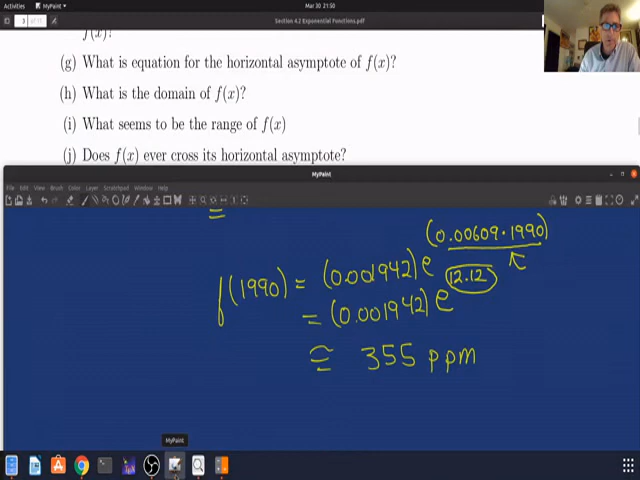 Activities MyPaint Mar 30 21:50
3 Section 4.2 Exponential Functions.pdf
f(x)?
(g) What is equation for the horizontal asymptote of f(x)?
(h) What is the domain of f(x)?
(i) What seems to be the range of f(x)
(j) Does f(x) ever cross its horizontal asymptote?
MyPaint
File Edit View Brush Color Layer Scratchpad Window Help
(0.00609·1990)
f(1990) = (0.001942)e
12.12
= (0.001942)e
≅ 355 ppm
MyPaint